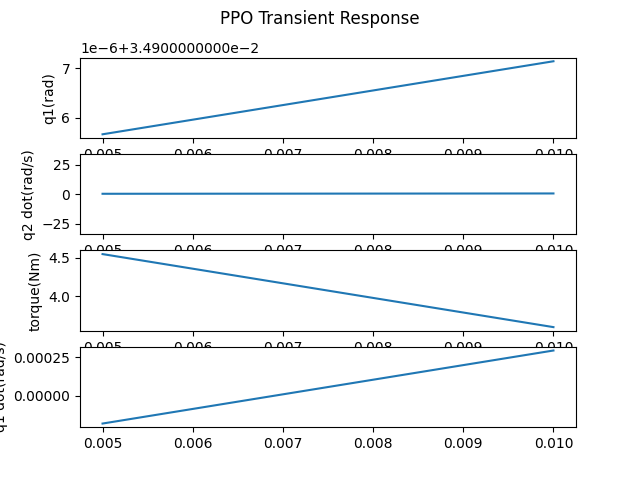 PPO Transient Response
1e−6+3.4900000000e−2
q1(rad)
7
6
0.005 0.006 0.007 0.008 0.009 0.010
q2 dot(rad/s)
25
0
−25
0.005 0.006 0.007 0.008 0.009 0.010
torque(Nm)
4.5
4.0
0.005 0.006 0.007 0.008 0.009 0.010
q1 dot(rad/s)
0.00025
0.00000
0.005 0.006 0.007 0.008 0.009 0.010